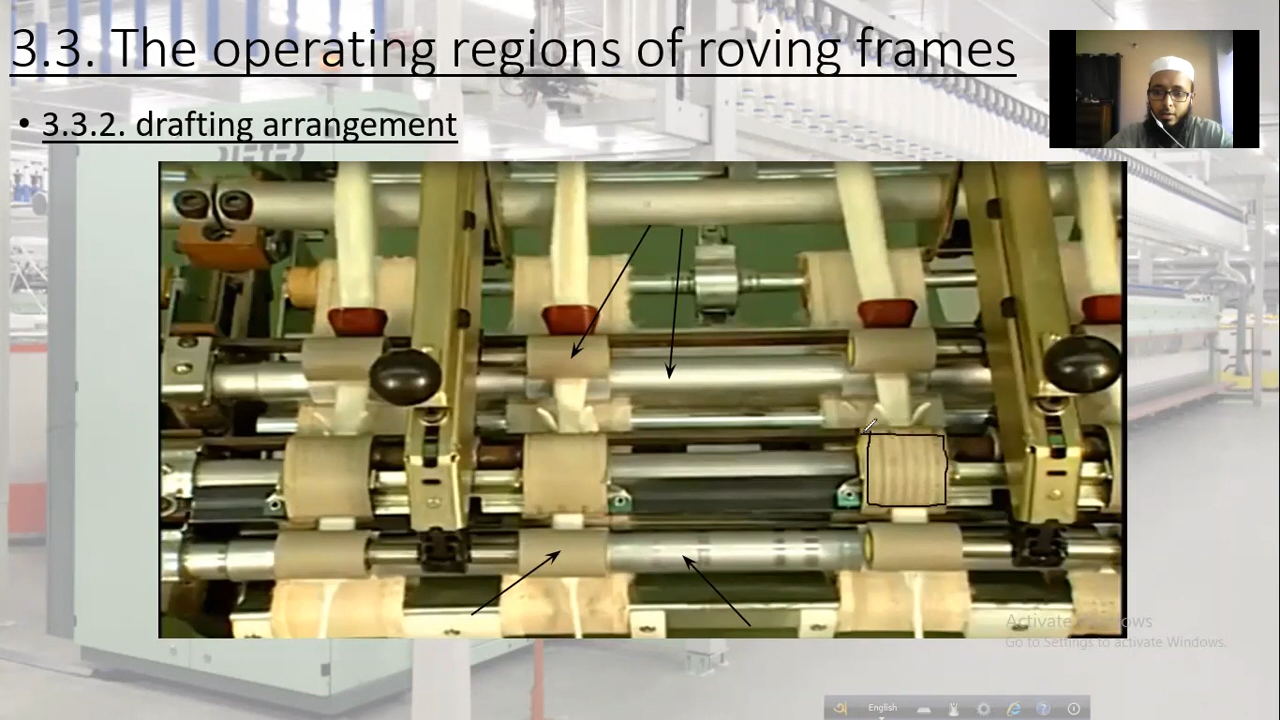 3.3. The operating regions of roving frames
• 3.3.2. drafting arrangement
Activate Windows
Go to Settings to activate Windows.
English